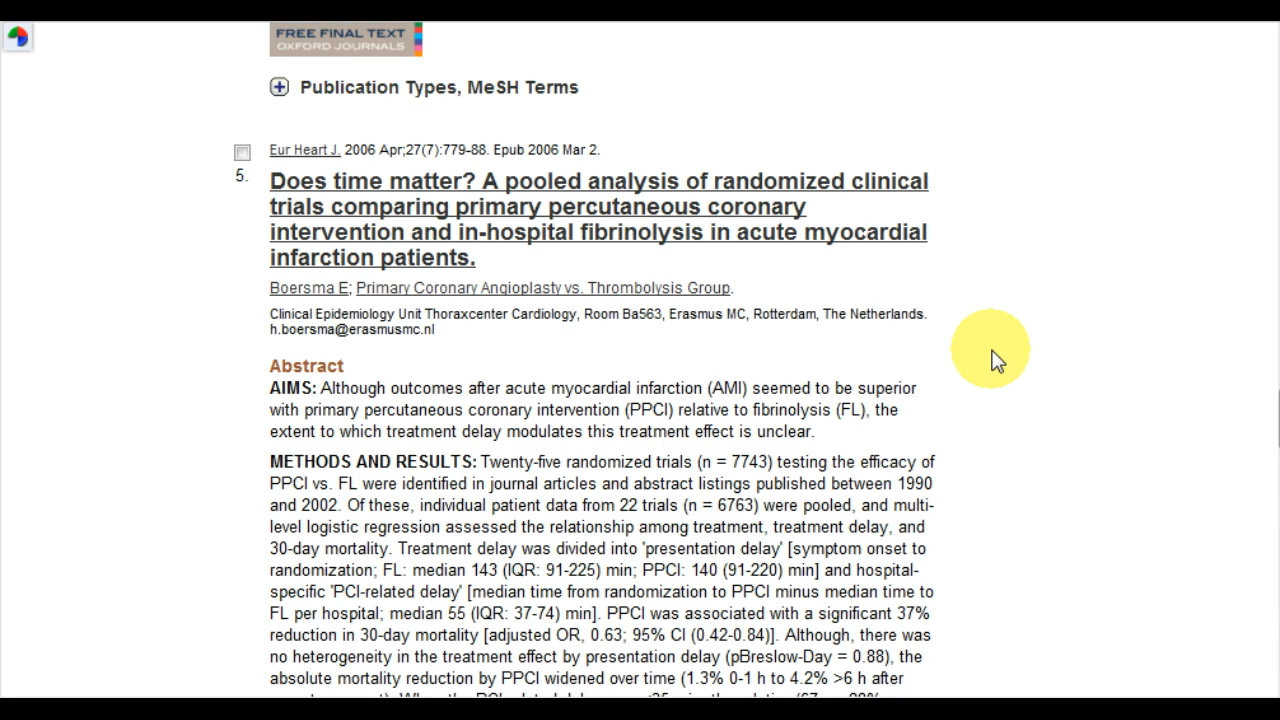 FREE FINAL TEXT
OXFORD JOURNALS
Publication Types, MeSH Terms
Eur Heart J. 2006 Apr;27(7):779-88. Epub 2006 Mar 2.
5.
Does time matter? A pooled analysis of randomized clinical
trials comparing primary percutaneous coronary
intervention and in-hospital fibrinolysis in acute myocardial
infarction patients.
Boersma E; Primary Coronary Angioplasty vs. Thrombolysis Group.
Clinical Epidemiology Unit Thoraxcenter Cardiology, Room Ba563, Erasmus MC, Rotterdam, The Netherlands.
h.boersma@erasmusmc.nl
Abstract
AIMS: Although outcomes after acute myocardial infarction (AMI) seemed to be superior
with primary percutaneous coronary intervention (PPCI) relative to fibrinolysis (FL), the
extent to which treatment delay modulates this treatment effect is unclear.
METHODS AND RESULTS: Twenty-five randomized trials (n = 7743) testing the efficacy of
PPCI vs. FL were identified in journal articles and abstract listings published between 1990
and 2002. Of these, individual patient data from 22 trials (n = 6763) were pooled, and multi-
level logistic regression assessed the relationship among treatment, treatment delay, and
30-day mortality. Treatment delay was divided into 'presentation delay' [symptom onset to
randomization; FL: median 143 (IQR: 91-225) min; PPCI: 140 (91-220) min] and hospital-
specific 'PCI-related delay' [median time from randomization to PPCI minus median time to
FL per hospital; median 55 (IQR: 37-74) min]. PPCI was associated with a significant 37%
reduction in 30-day mortality [adjusted OR, 0.63; 95% CI (0.42-0.84)]. Although, there was
no heterogeneity in the treatment effect by presentation delay (pBreslow-Day = 0.88), the
absolute mortality reduction by PPCI widened over time (1.3% 0-1 h to 4.2% >6 h after